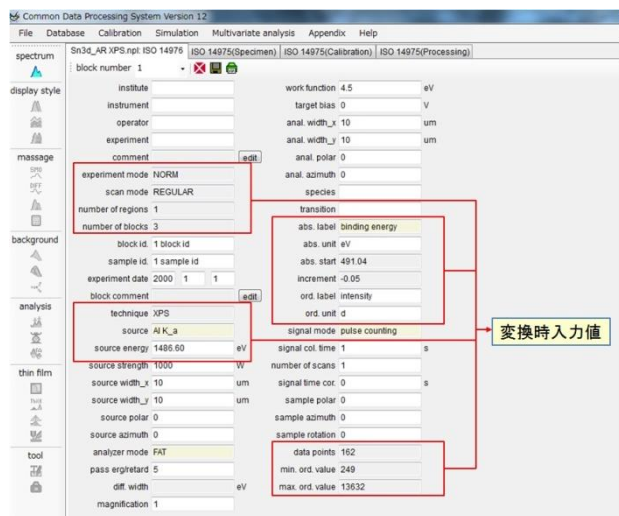 Common Data Processing System Version 12
File Database Calibration Simulation Multivariate analysis Appendix Help
spectrum
display style
massage
SMO
DIFF
background
analysis
thin film
tool
Sn3d_AR XPS.npl: ISO 14976 ISO 14975(Specimen) ISO 14975(Calibration) ISO 14975(Processing)
block number 1
institute
instrument
operator
experiment
comment edit
experiment mode NORM
scan mode REGULAR
number of regions 1
number of blocks 3
block id. 1 block id
sample id. 1 sample id
experiment date 2000 1 1
block comment edit
technique XPS
source Al K_a
source energy 1486.60 eV
source strength 1000 W
source width_x 10 um
source width_y 10 um
source polar 0
source azimuth 0
analyzer mode FAT
pass erg/retard 5
diff. width eV
magnification 1
work function 4.5 eV
target bias 0 V
anal. width_x 10 um
anal. width_y 10 um
anal. polar 0
anal. azimuth 0
species
transition
abs. label binding energy
abs. unit eV
abs. start 491.04
increment -0.05
ord. label intensity
ord. unit d
signal mode pulse counting
signal col. time 1 s
number of scans 1
signal time cor. 0 s
sample polar 0
sample azimuth 0
sample rotation 0
data points 162
min. ord. value 249
max. ord. value 13632
変換時入力値